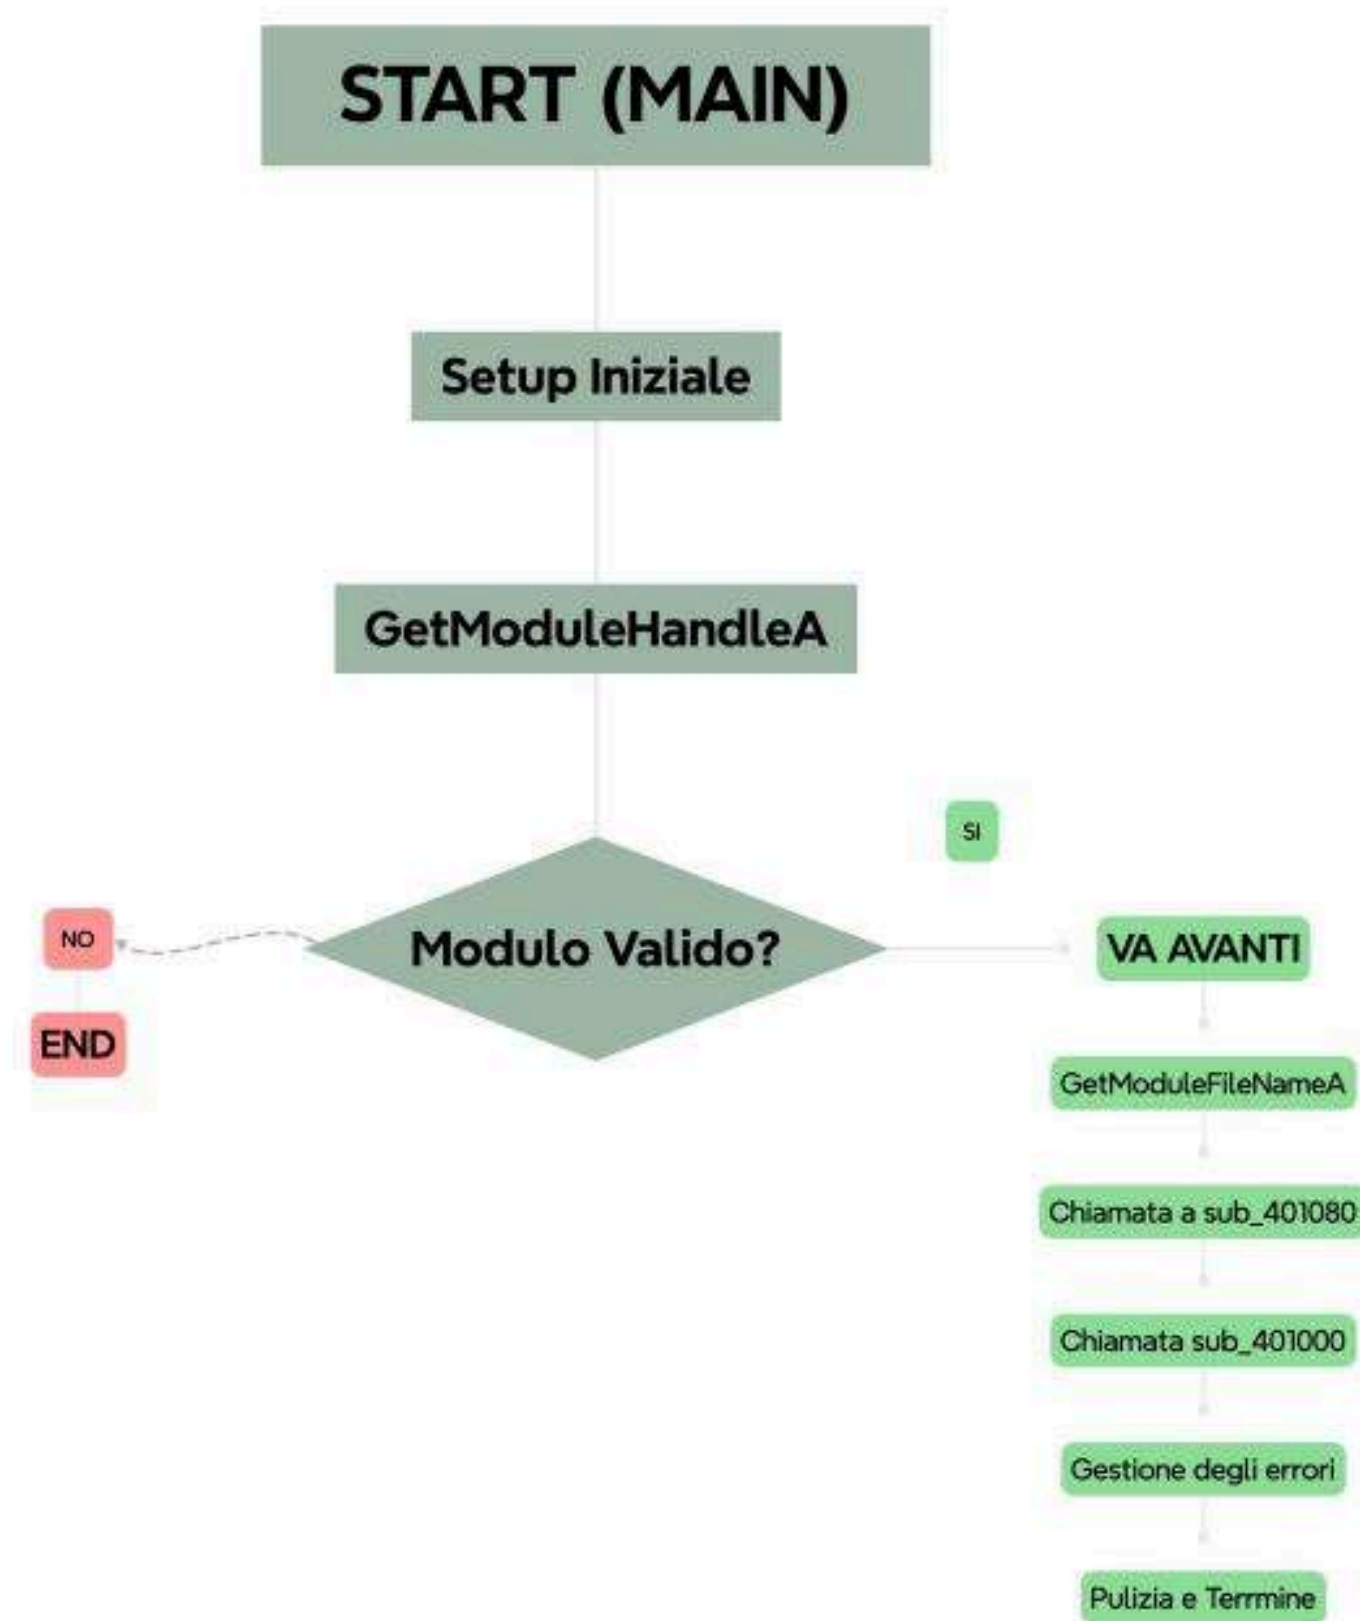 START (MAIN)
Setup Iniziale
GetModuleHandleA
SI
NO
Modulo Valido?
VA AVANTI
END
GetModuleFileNameA
Chiamata a sub_401080
Chiamata sub_401000
Gestione degli errori
Pulizia e Terrmine